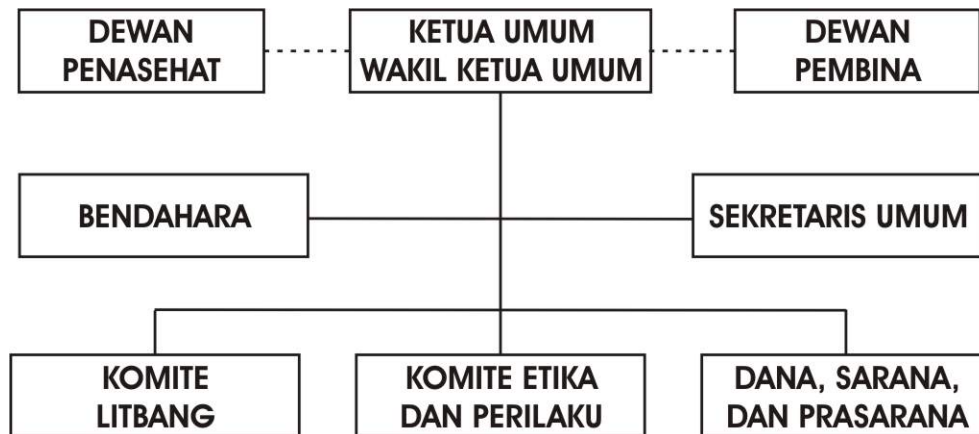 DEWAN
PENASEHAT
KETUA UMUM
WAKIL KETUA UMUM
DEWAN
PEMBINA
BENDAHARA
SEKRETARIS UMUM
KOMITE
LITBANG
KOMITE ETIKA
DAN PERILAKU
DANA, SARANA,
DAN PRASARANA